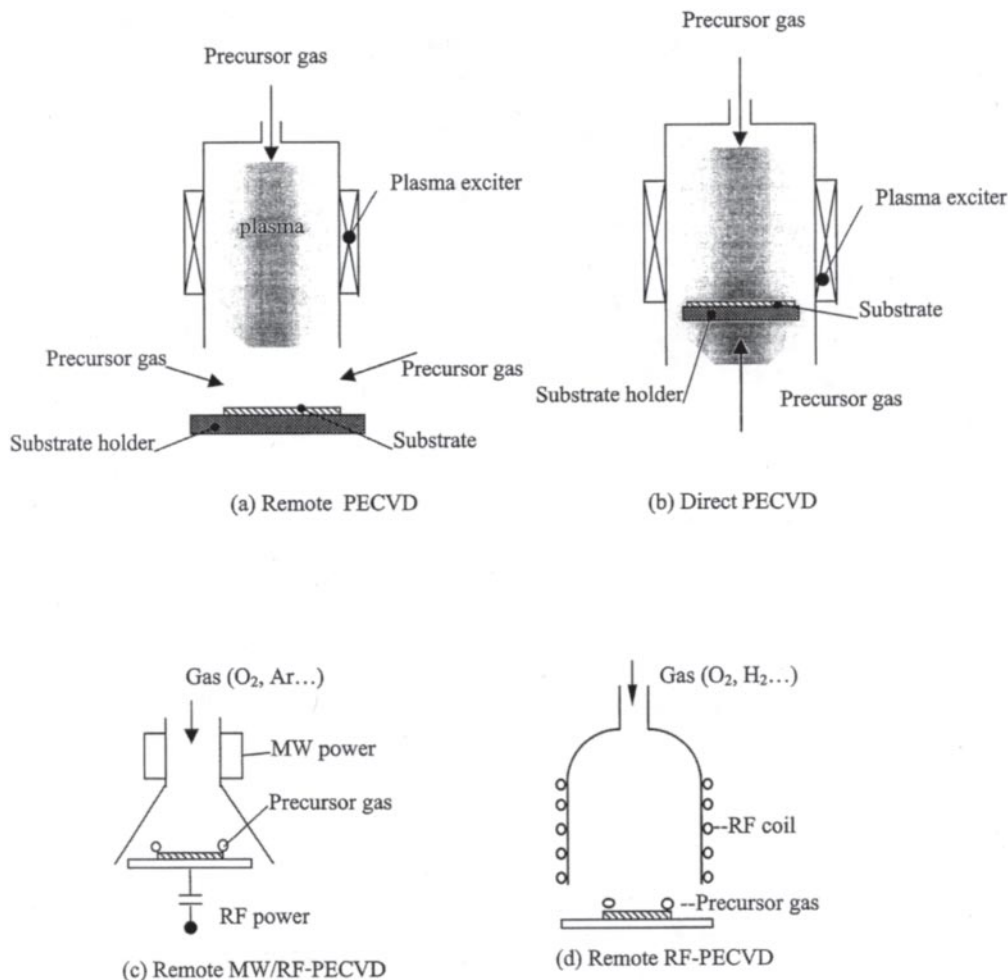 Precursor gas
plasma
Plasma exciter
Precursor gas
Precursor gas
Substrate holder
Substrate
(a) Remote PECVD
Precursor gas
Plasma exciter
Substrate
Substrate holder
Precursor gas
(b) Direct PECVD
Gas (O₂, Ar…)
MW power
Precursor gas
RF power
(c) Remote MW/RF-PECVD
Gas (O₂, H₂…)
--RF coil
--Precursor gas
(d) Remote RF-PECVD